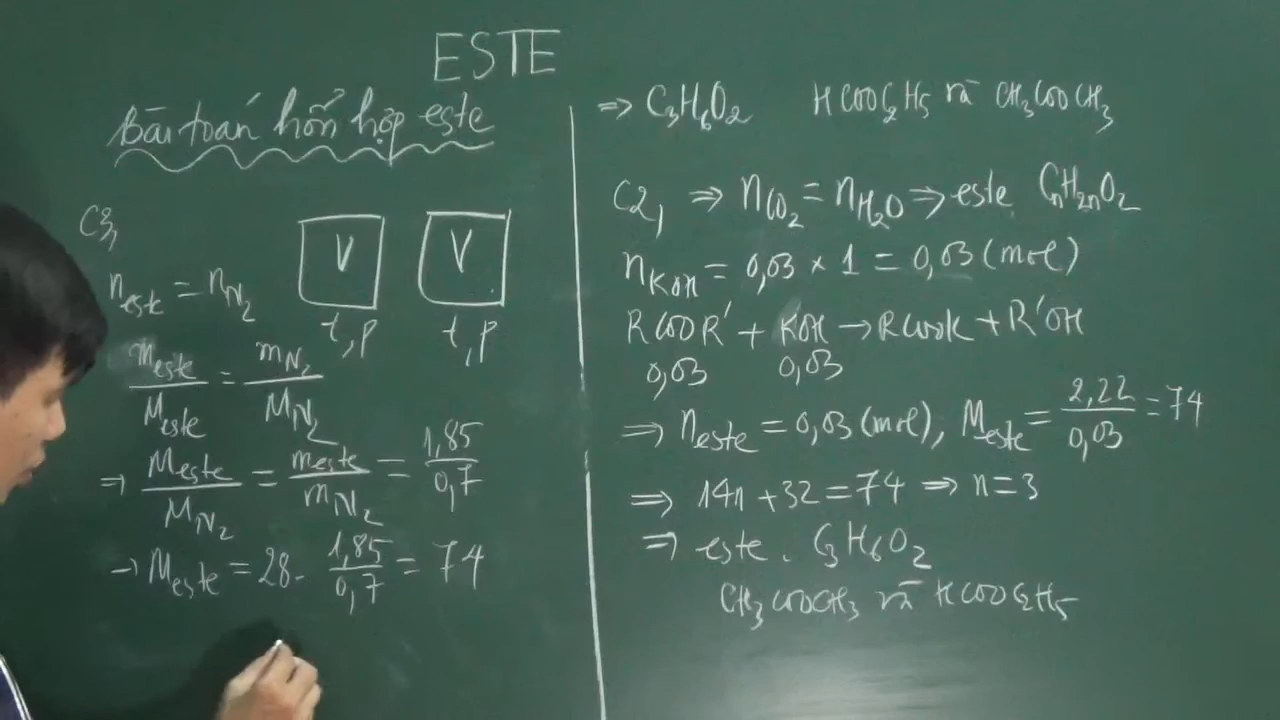 ESTE
Bài toán hỗn hợp este
C3,
V V
n este = n N2
t, p t, p
m este / M este = m N2 / M N2
⇒ M este / M N2 = m este / m N2 = 1,85 / 0,7
→ M este = 28 . 1,85 / 0,7 = 74
⇒ C3H6O2 HCOOC2H5 và CH3COOCH3
C2, ⇒ nCO2 = nH2O ⇒ este CnH2nO2
nKOH = 0,03 × 1 = 0,03 (mol)
RCOOR' + KOH → RCOOK + R'OH
0,03 0,03
⇒ n este = 0,03 (mol), M este = 2,22 / 0,03 = 74
⇒ 14n + 32 = 74 ⇒ n = 3
⇒ este . C3H6O2
CH3COOCH3 và HCOOC2H5